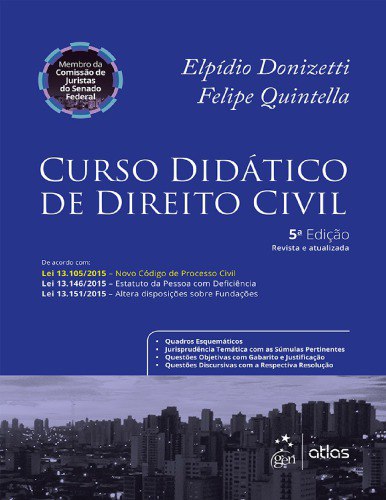 Membro da
Comissão de
Juristas
do Senado
Federal
Elpídio Donizetti
Felipe Quintella
CURSO DIDÁTICO
DE DIREITO CIVIL
5ª Edição
Revista e atualizada
De acordo com:
Lei 13.105/2015 – Novo Código de Processo Civil
Lei 13.146/2015 – Estatuto da Pessoa com Deficiência
Lei 13.151/2015 – Altera disposições sobre Fundações
• Quadros Esquemáticos
• Jurisprudência Temática com as Súmulas Pertinentes
• Questões Objetivas com Gabarito e Justificação
• Questões Discursivas com a Respectiva Resolução
gen
atlas